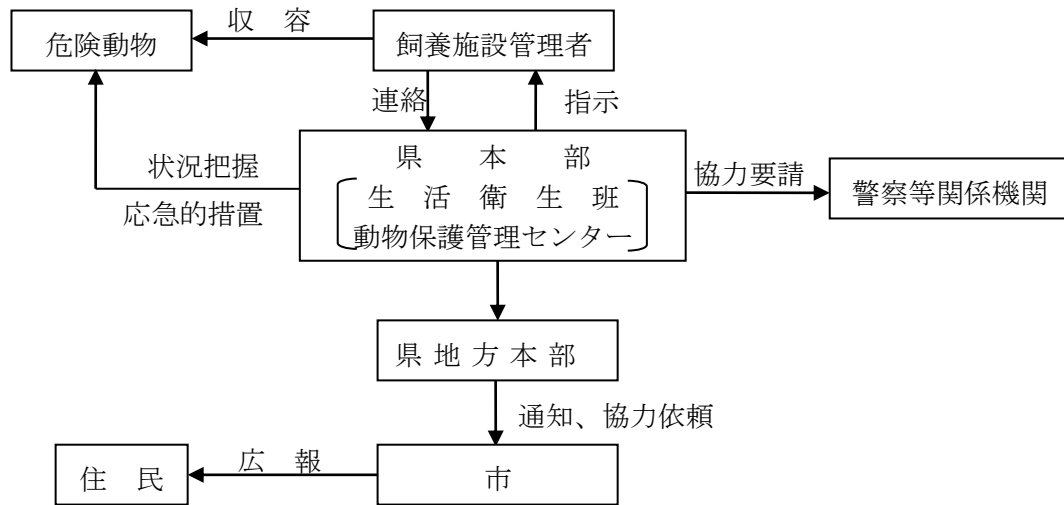 収　容
危険動物
飼養施設管理者
連絡
指示
県　本　部
状況把握
生　活　衛　生　班
協力要請
警察等関係機関
応急的措置
動物保護管理センター
県 地 方 本 部
通知、協力依頼
広　報
住　民
市